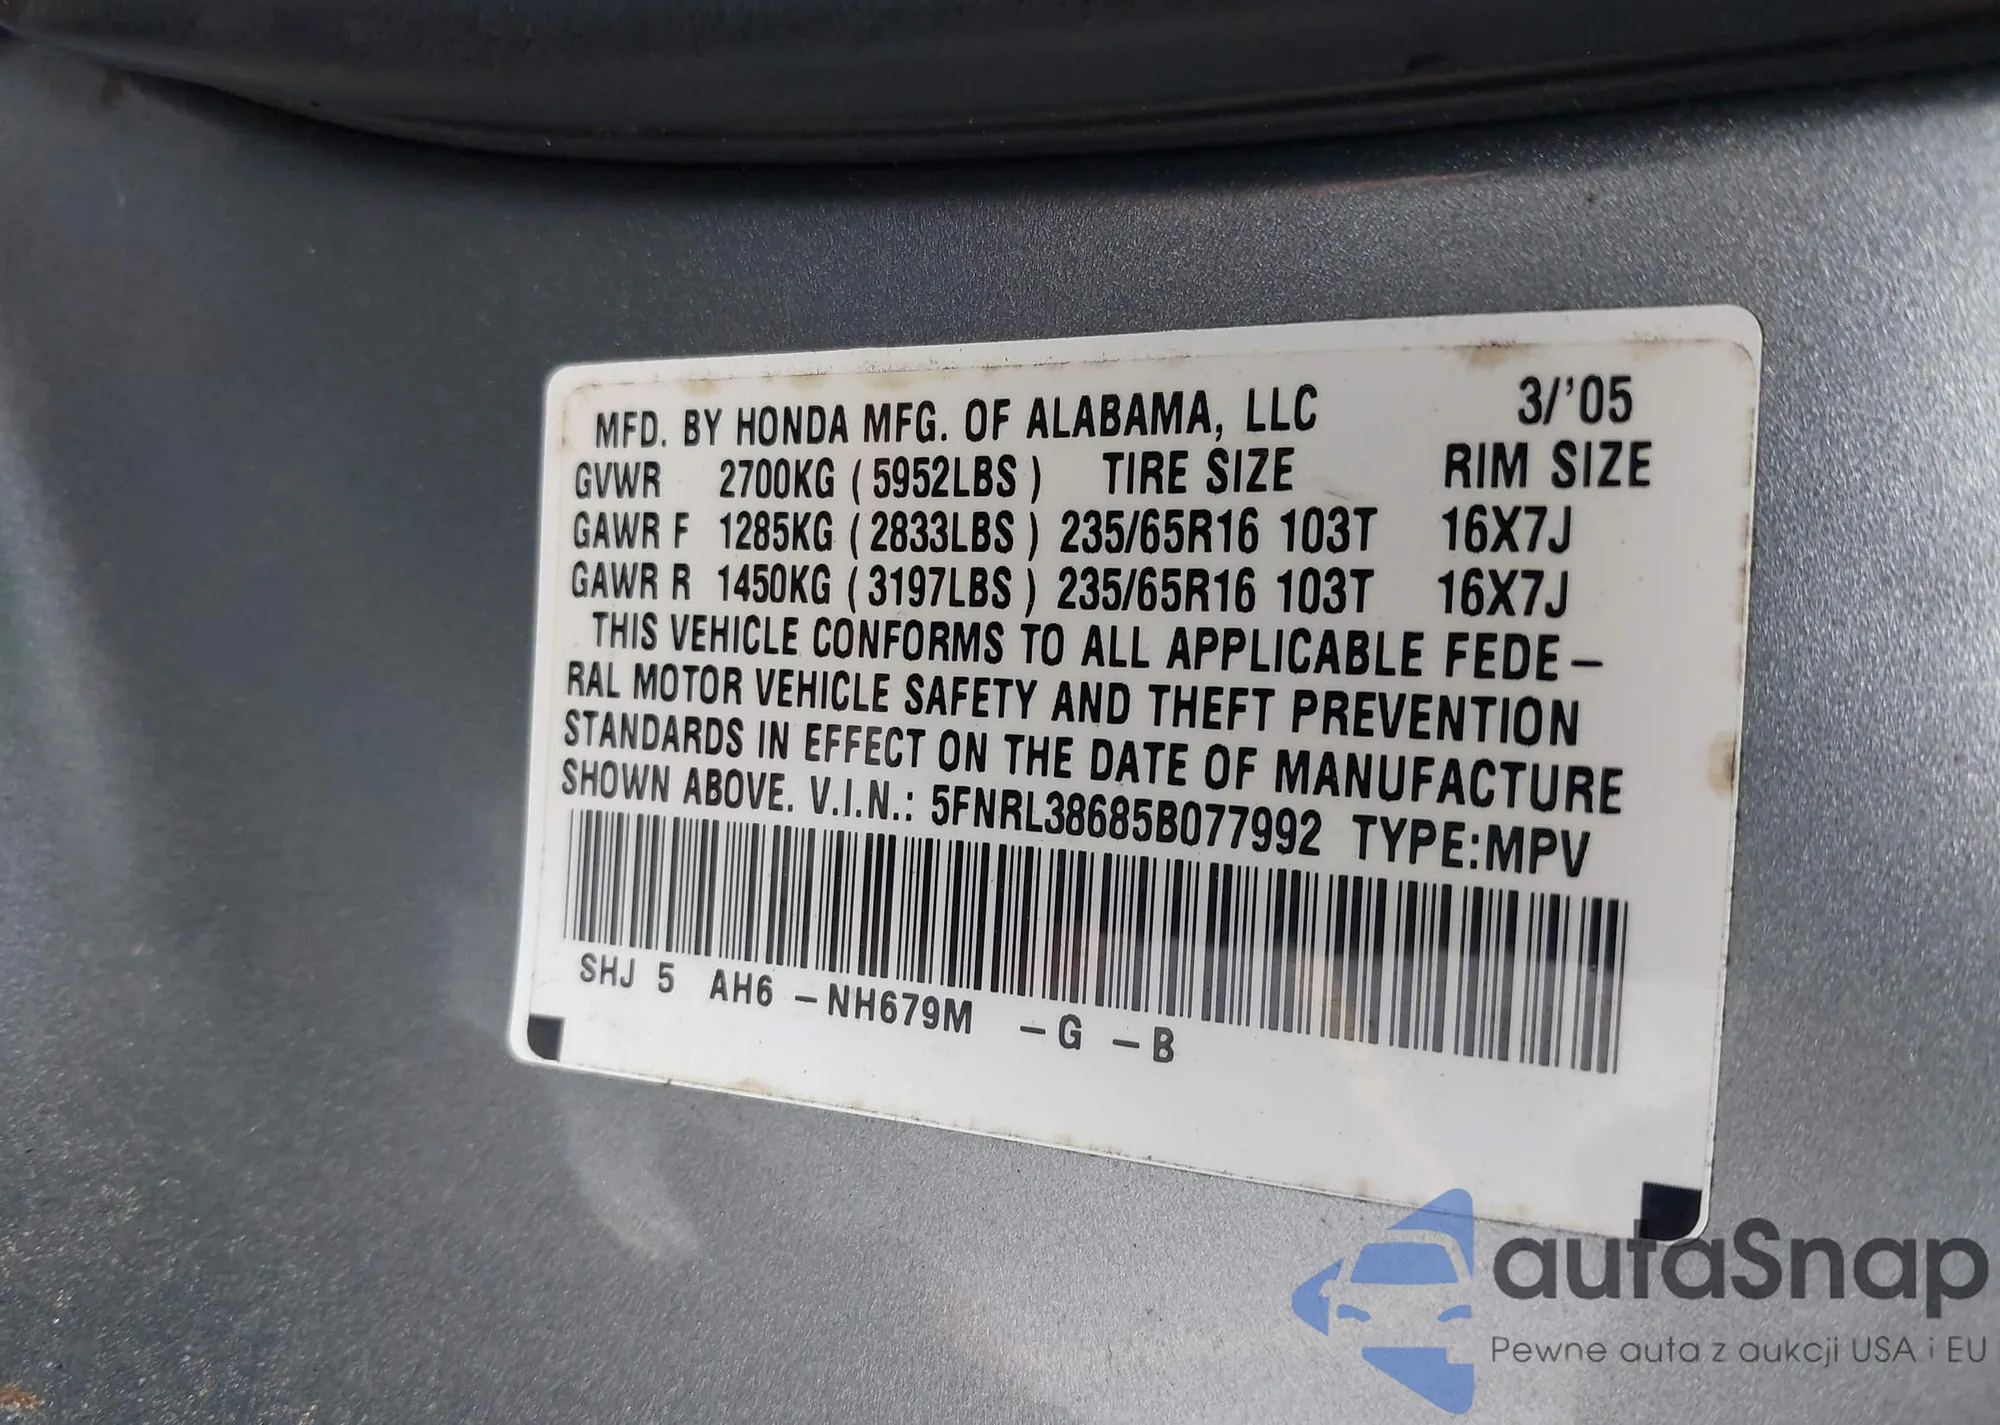 MFD. BY HONDA MFG. OF ALABAMA, LLC 3/'05
GVWR 2700KG (5952LBS) TIRE SIZE RIM SIZE
GAWR F 1285KG (2833LBS) 235/65R16 103T 16X7J
GAWR R 1450KG (3197LBS) 235/65R16 103T 16X7J
THIS VEHICLE CONFORMS TO ALL APPLICABLE FEDE–
RAL MOTOR VEHICLE SAFETY AND THEFT PREVENTION
STANDARDS IN EFFECT ON THE DATE OF MANUFACTURE
SHOWN ABOVE. V.I.N.: 5FNRL38685B077992 TYPE:MPV
SHJ 5 AH6 –NH679M –G –B
autaSnap
Pewne auta z aukcji USA i EU